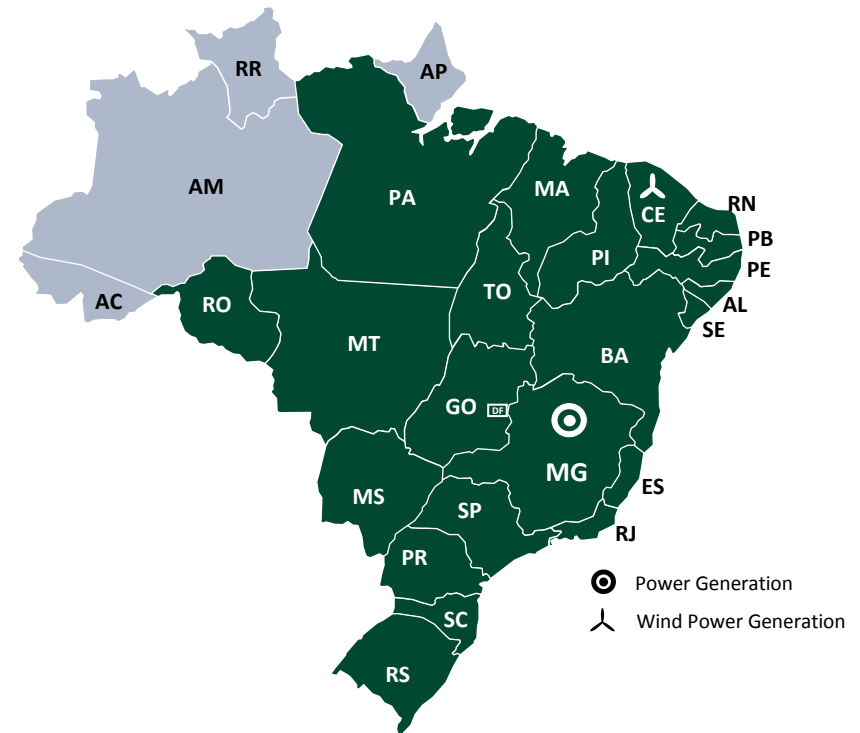 RR
AP
AM
PA
MA
CE
RN
PB
PI
PE
TO
AC
RO
AL
SE
MT
BA
GO
DF
MG
ES
MS
SP
RJ
PR
Power Generation
SC
Wind Power Generation
RS